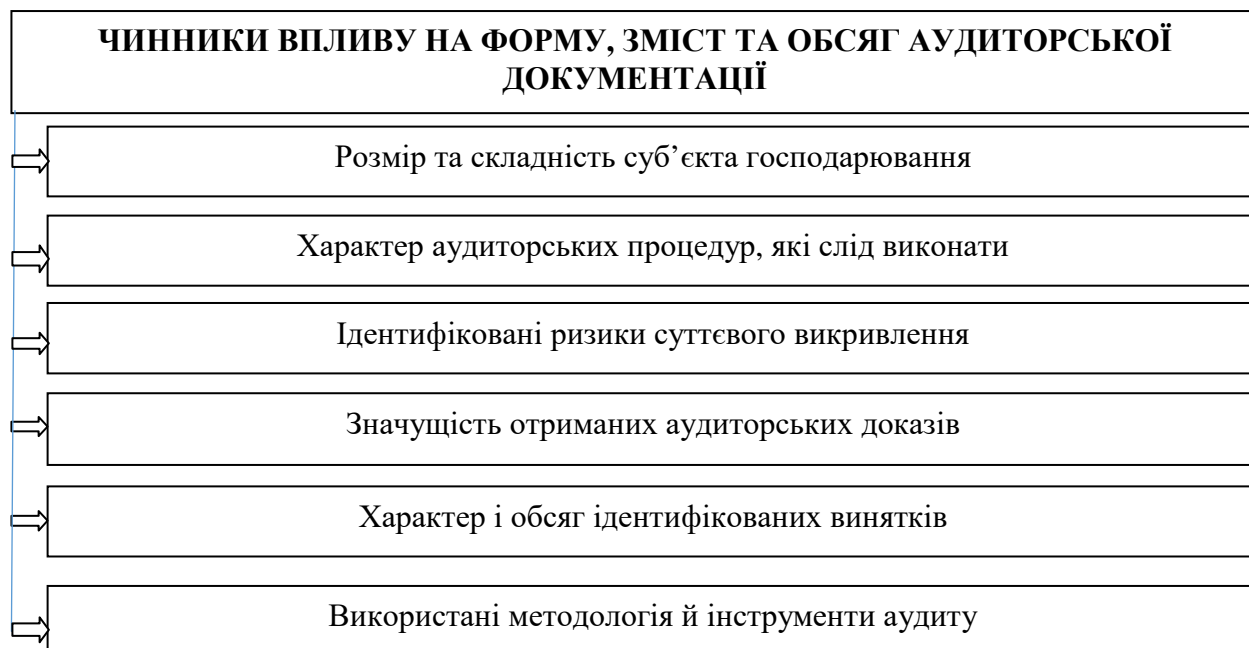 ЧИННИКИ ВПЛИВУ НА ФОРМУ, ЗМІСТ ТА ОБСЯГ АУДИТОРСЬКОЇ
ДОКУМЕНТАЦІЇ
Розмір та складність суб’єкта господарювання
Характер аудиторських процедур, які слід виконати
Ідентифіковані ризики суттєвого викривлення
Значущість отриманих аудиторських доказів
Характер і обсяг ідентифікованих винятків
Використані методологія й інструменти аудиту